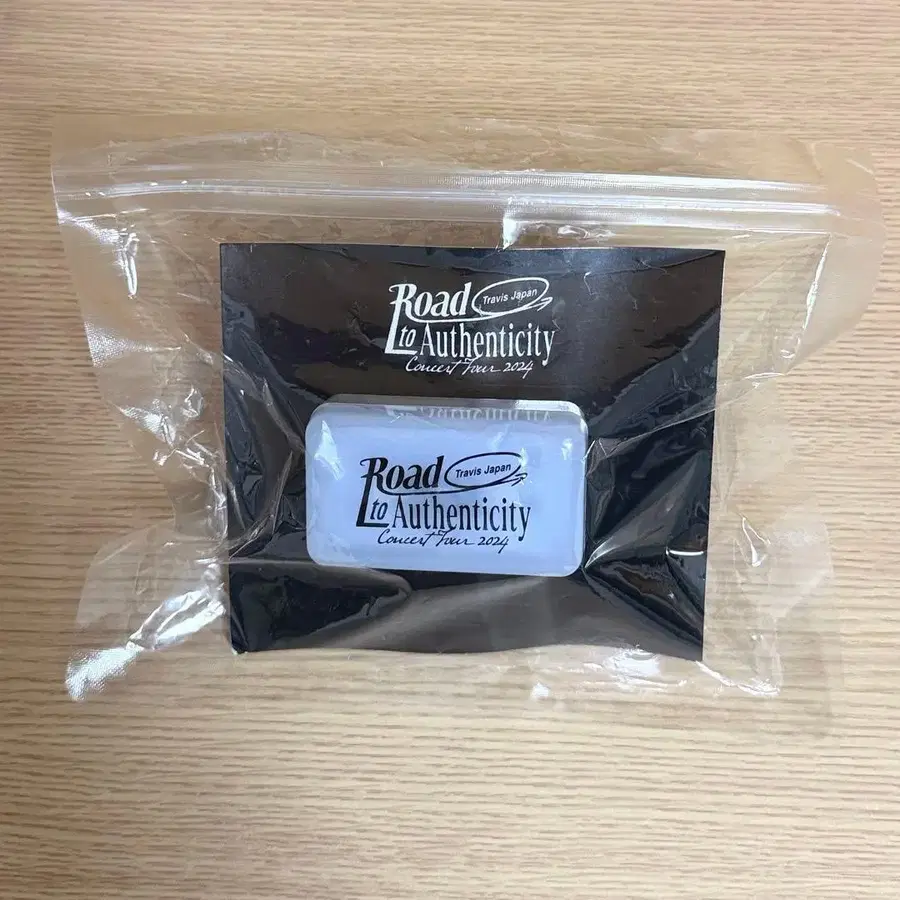 Road Travis Japan
to Authenticity
Concert Tour 2024
Road Travis Japan
to Authenticity
Concert Tour 2024